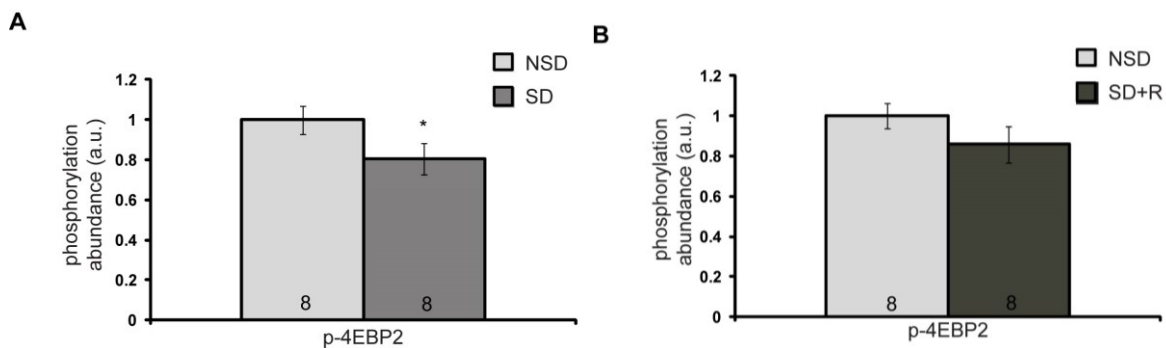 A
NSD
SD
1.2
1
0.8
0.6
0.4
0.2
0
phosphorylation
abundance (a.u.)
*
8
8
p-4EBP2
B
NSD
SD+R
1.2
1
0.8
0.6
0.4
0.2
0
phosphorylation
abundance (a.u.)
8
8
p-4EBP2